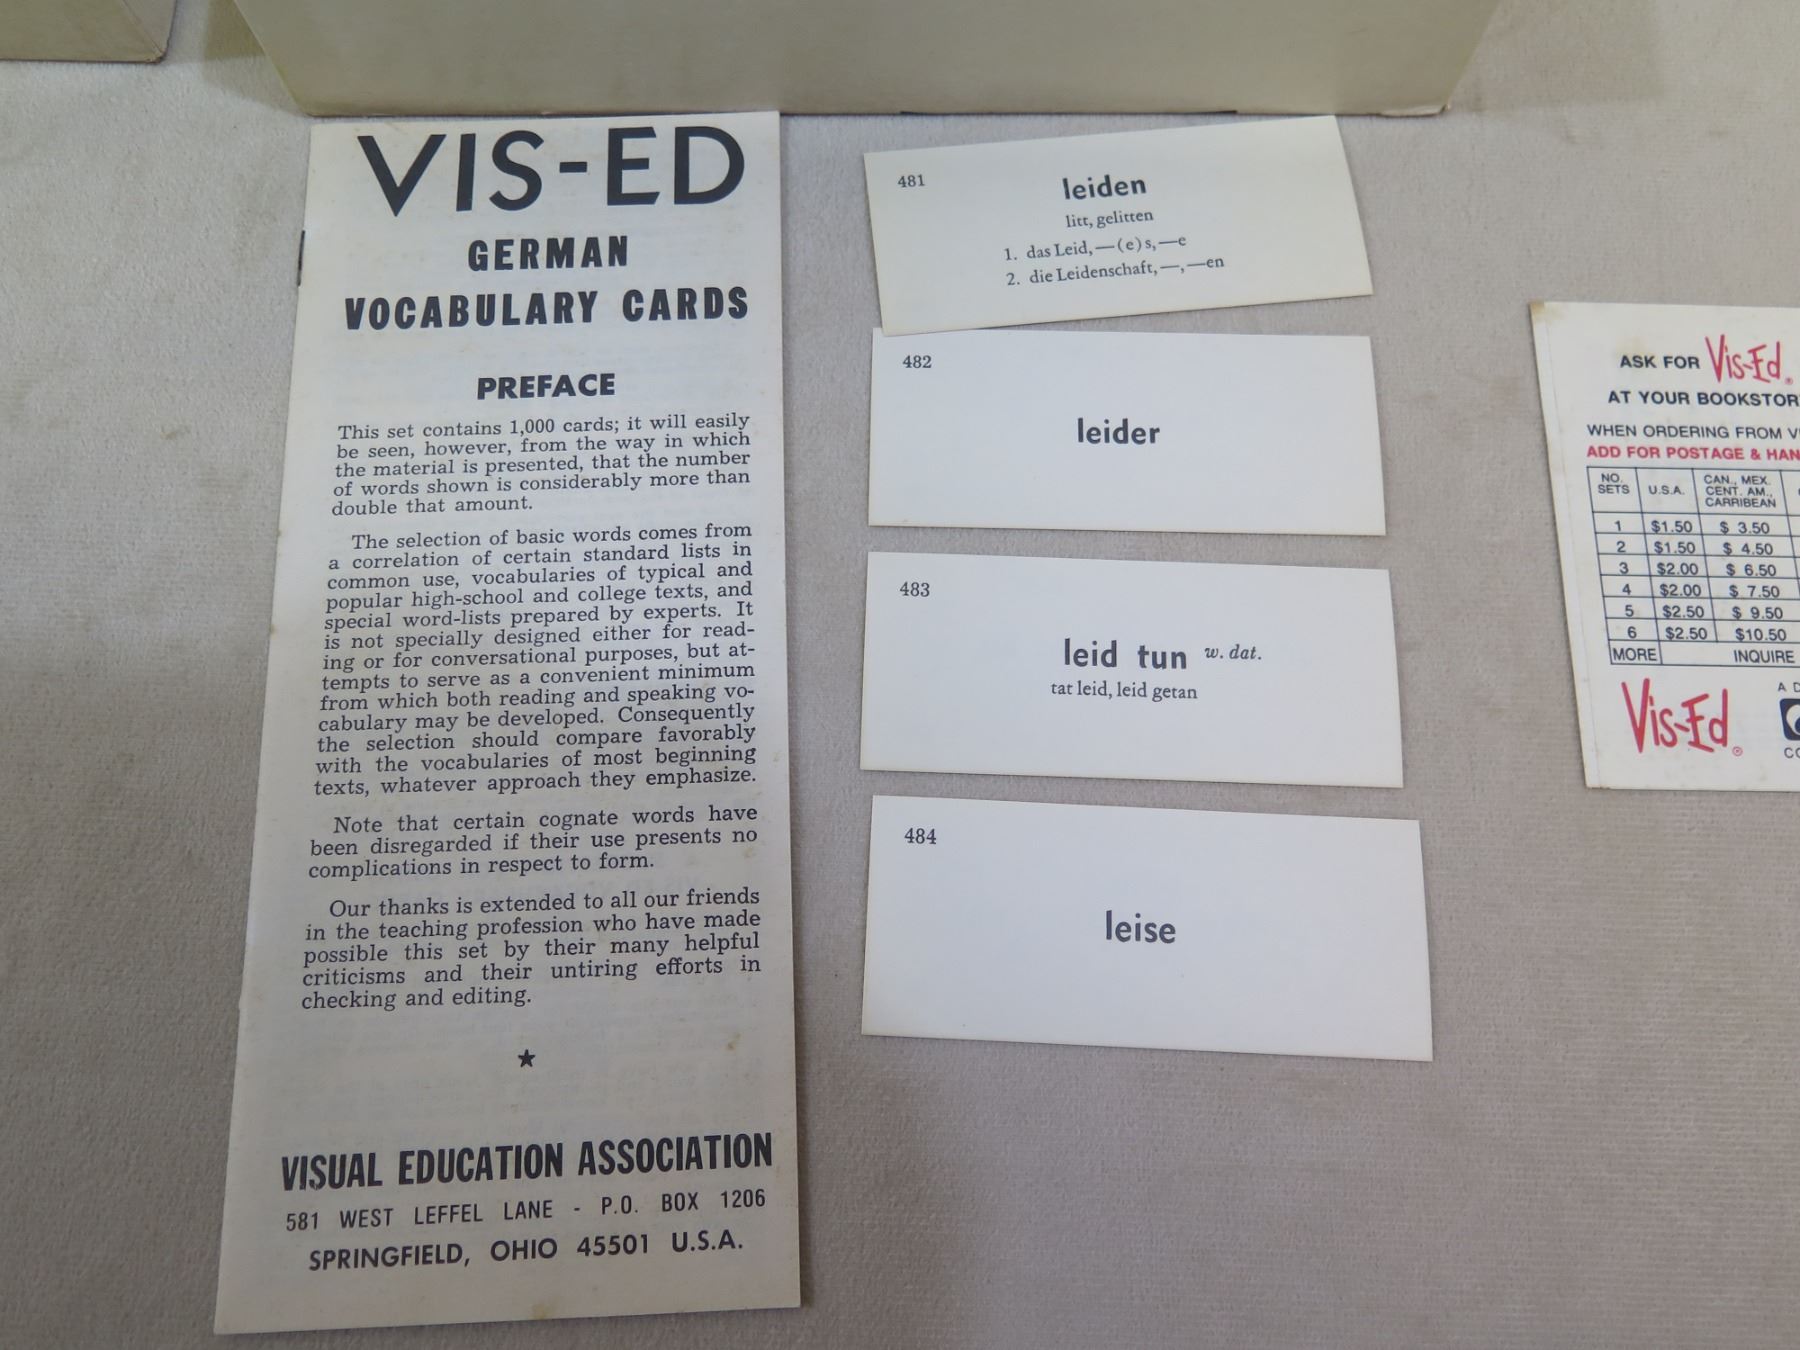 VIS-ED
GERMAN
VOCABULARY CARDS
PREFACE
This set contains 1,000 cards; it will easily
be seen, however, from the way in which
the material is presented, that the number
of words shown is considerably more than
double that amount.
The selection of basic words comes from
a correlation of certain standard lists in
common use, vocabularies of typical and
popular high-school and college texts, and
special word-lists prepared by experts. It
is not specially designed either for read-
ing or for conversational purposes, but at-
tempts to serve as a convenient minimum
from which both reading and speaking vo-
cabulary may be developed. Consequently
the selection should compare favorably
with the vocabularies of most beginning
texts, whatever approach they emphasize.
Note that certain cognate words have
been disregarded if their use presents no
complications in respect to form.
Our thanks is extended to all our friends
in the teaching profession who have made
possible this set by their many helpful
criticisms and their untiring efforts in
checking and editing.
★
VISUAL EDUCATION ASSOCIATION
581 WEST LEFFEL LANE - P.O. BOX 1206
SPRINGFIELD, OHIO 45501 U.S.A.
481
leiden
litt, gelitten
1. das Leid, —(e)s, —e
2. die Leidenschaft, —, —en
482
leider
483
leid tun w. dat.
tat leid, leid getan
484
leise
ASK FOR Vis-Ed®
AT YOUR BOOKSTOR
WHEN ORDERING FROM V
ADD FOR POSTAGE & HAN
NO. SETS U.S.A. CAN., MEX. CENT. AM., CARRIBEAN
1 $1.50 $ 3.50
2 $1.50 $ 4.50
3 $2.00 $ 6.50
4 $2.00 $ 7.50
5 $2.50 $ 9.50
6 $2.50 $10.50
MORE INQUIRE
Vis-Ed®
A D
CO